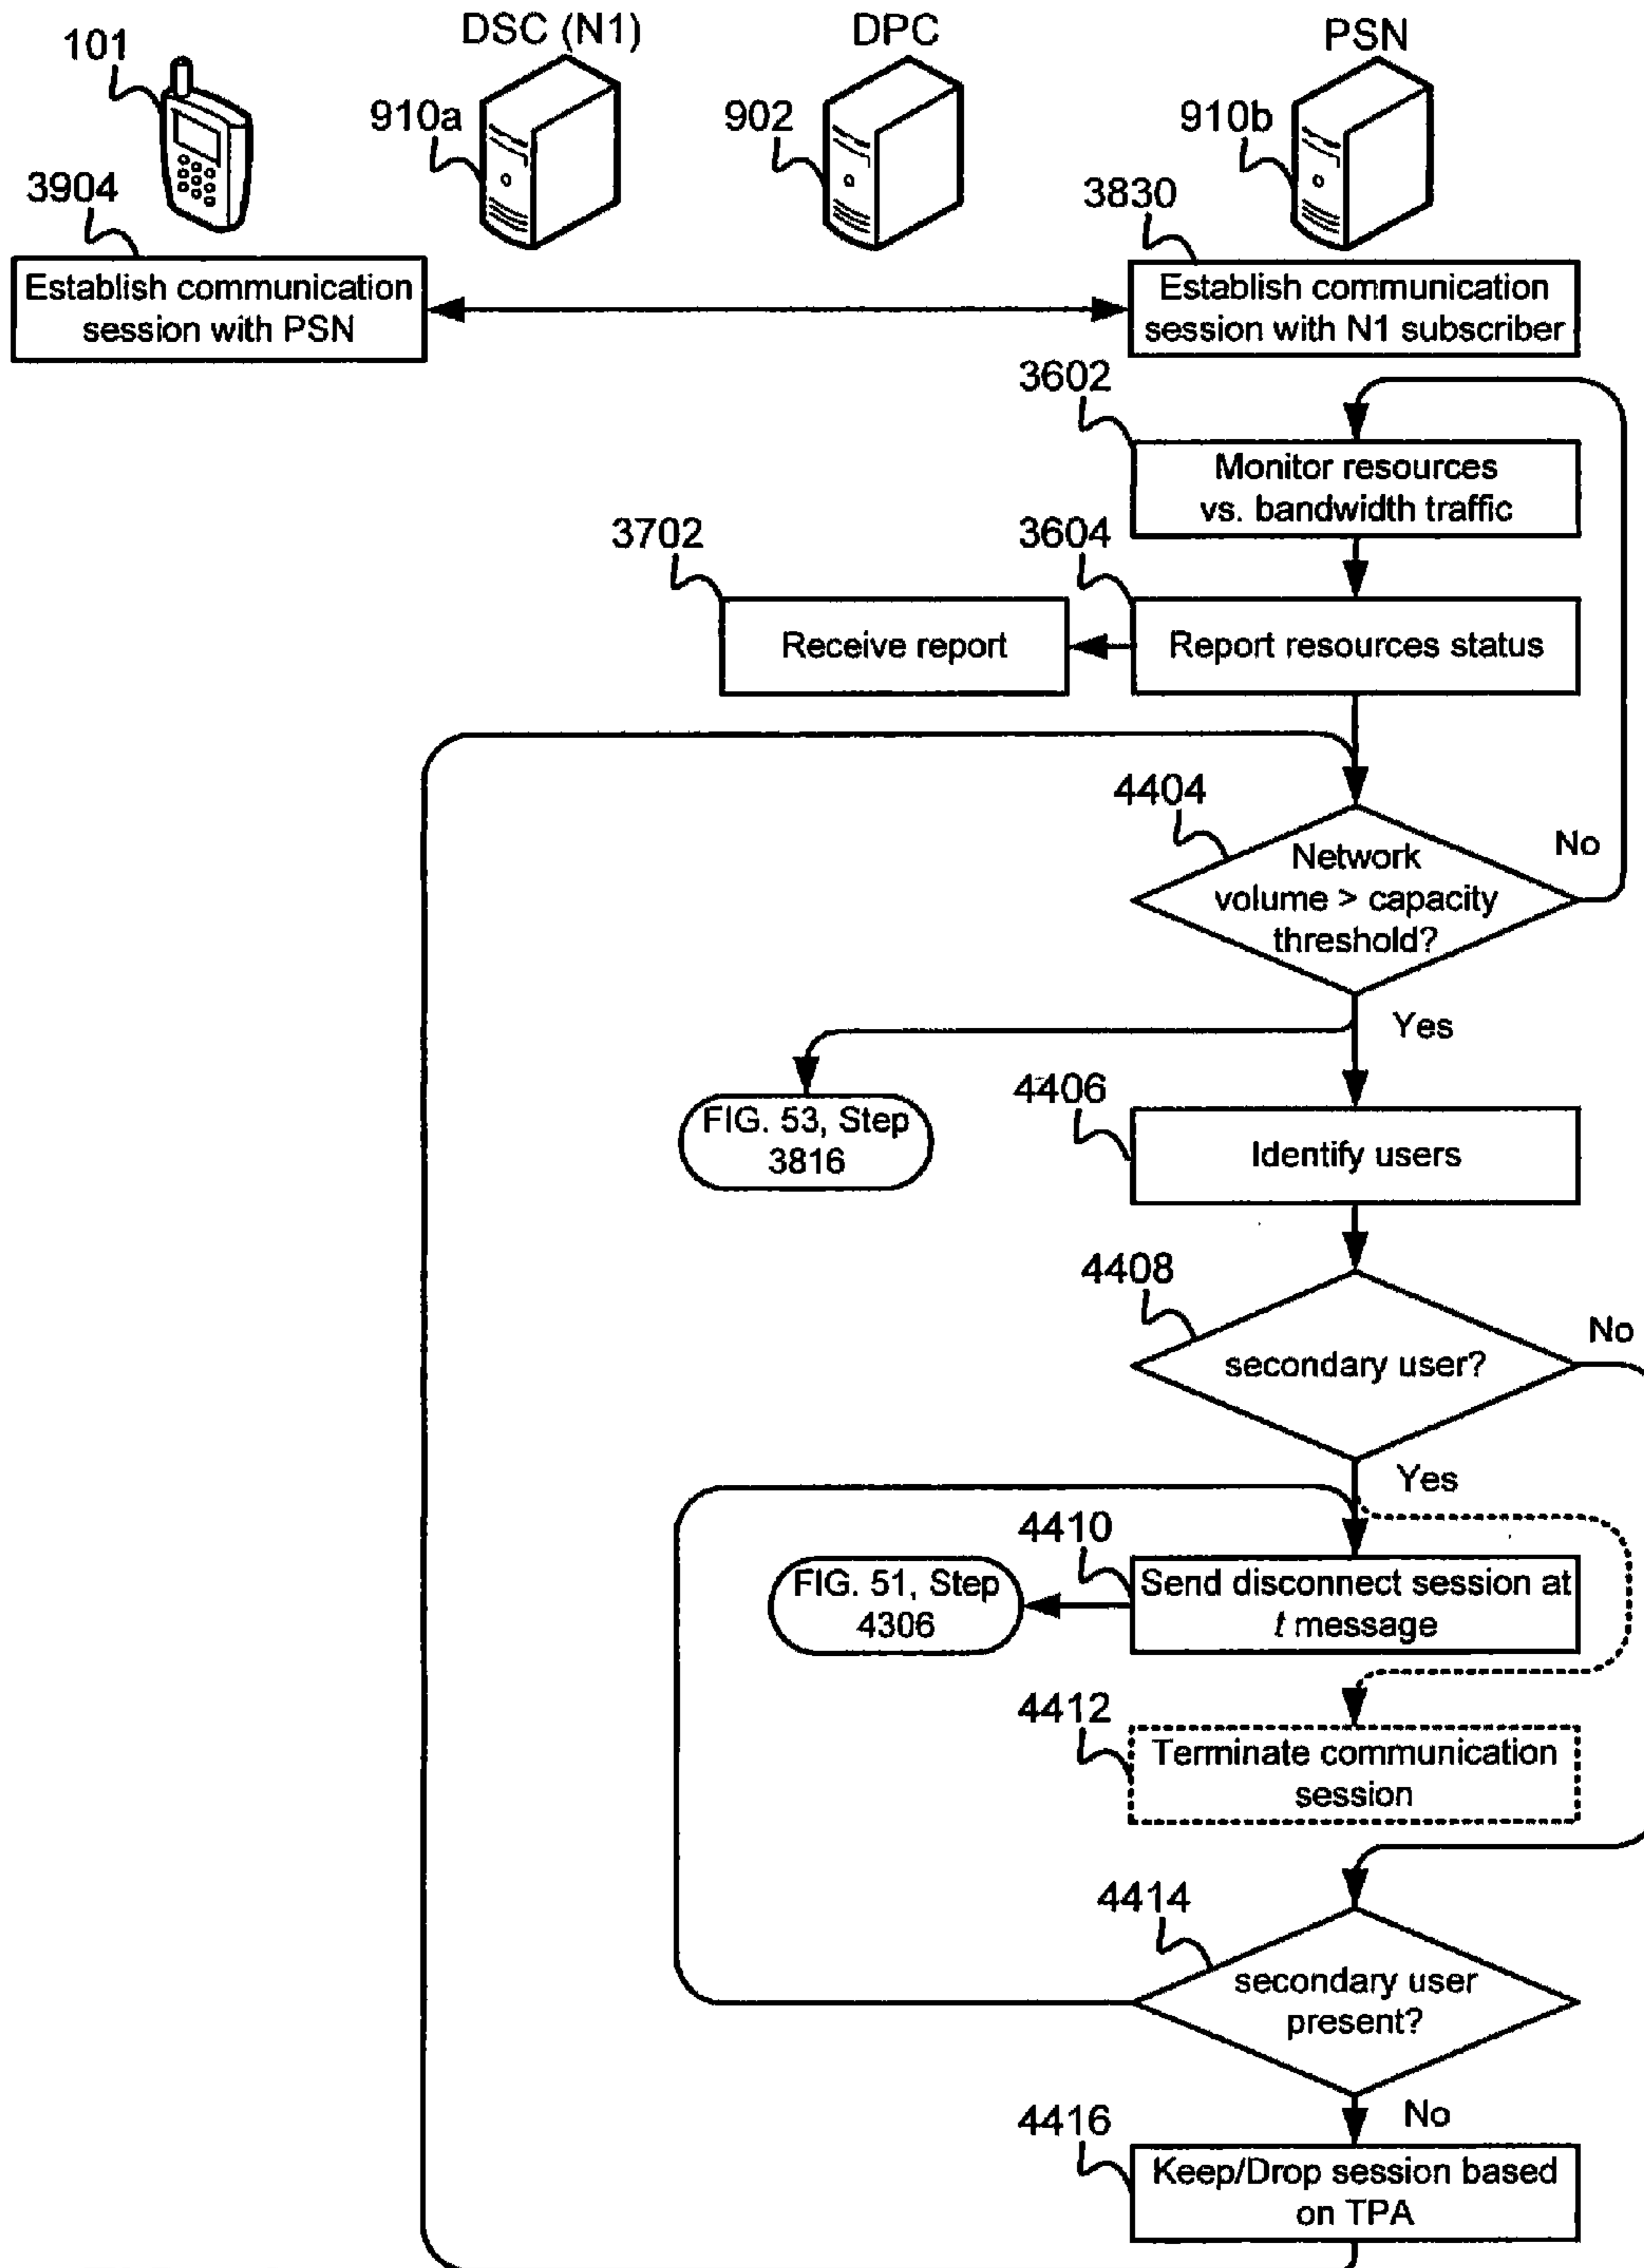 101
DSC (N1)
DPC
PSN
910a
902
910b
3904
3830
Establish communication
session with PSN
Establish communication
session with N1 subscriber
3602
Monitor resources
vs. bandwidth traffic
3702
3604
Receive report
Report resources status
4404
Network
volume > capacity
threshold?
No
Yes
FIG. 53, Step
3816
4406
Identify users
4408
secondary user?
No
Yes
4410
FIG. 51, Step
4306
Send disconnect session at
t message
4412
Terminate communication
session
4414
secondary user
present?
No
4416
Keep/Drop session based
on TPA